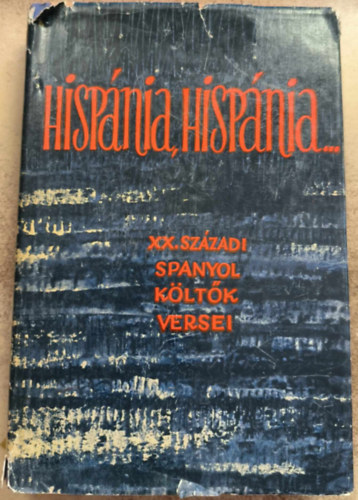 Hispánia, Hispánia...
XX. SZÁZADI
SPANYOL
KÖLTŐK
VERSEI